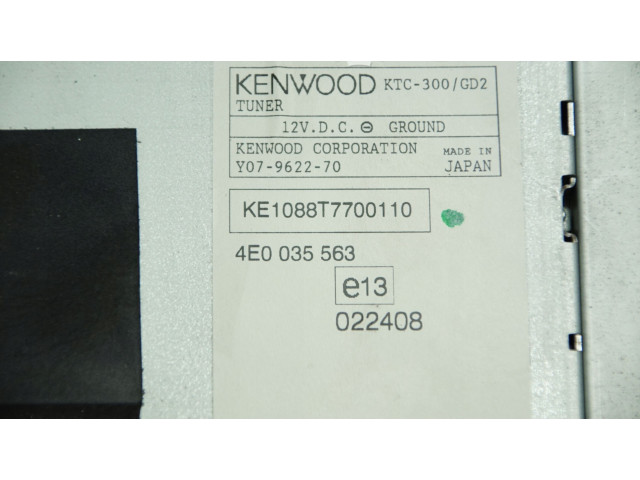 KENWOOD KTC-300/GD2
TUNER
12V.D.C. ⊖ GROUND
KENWOOD CORPORATION MADE IN
Y07-9622-70 JAPAN
KE1088T7700110
4E0 035 563
e13
022408